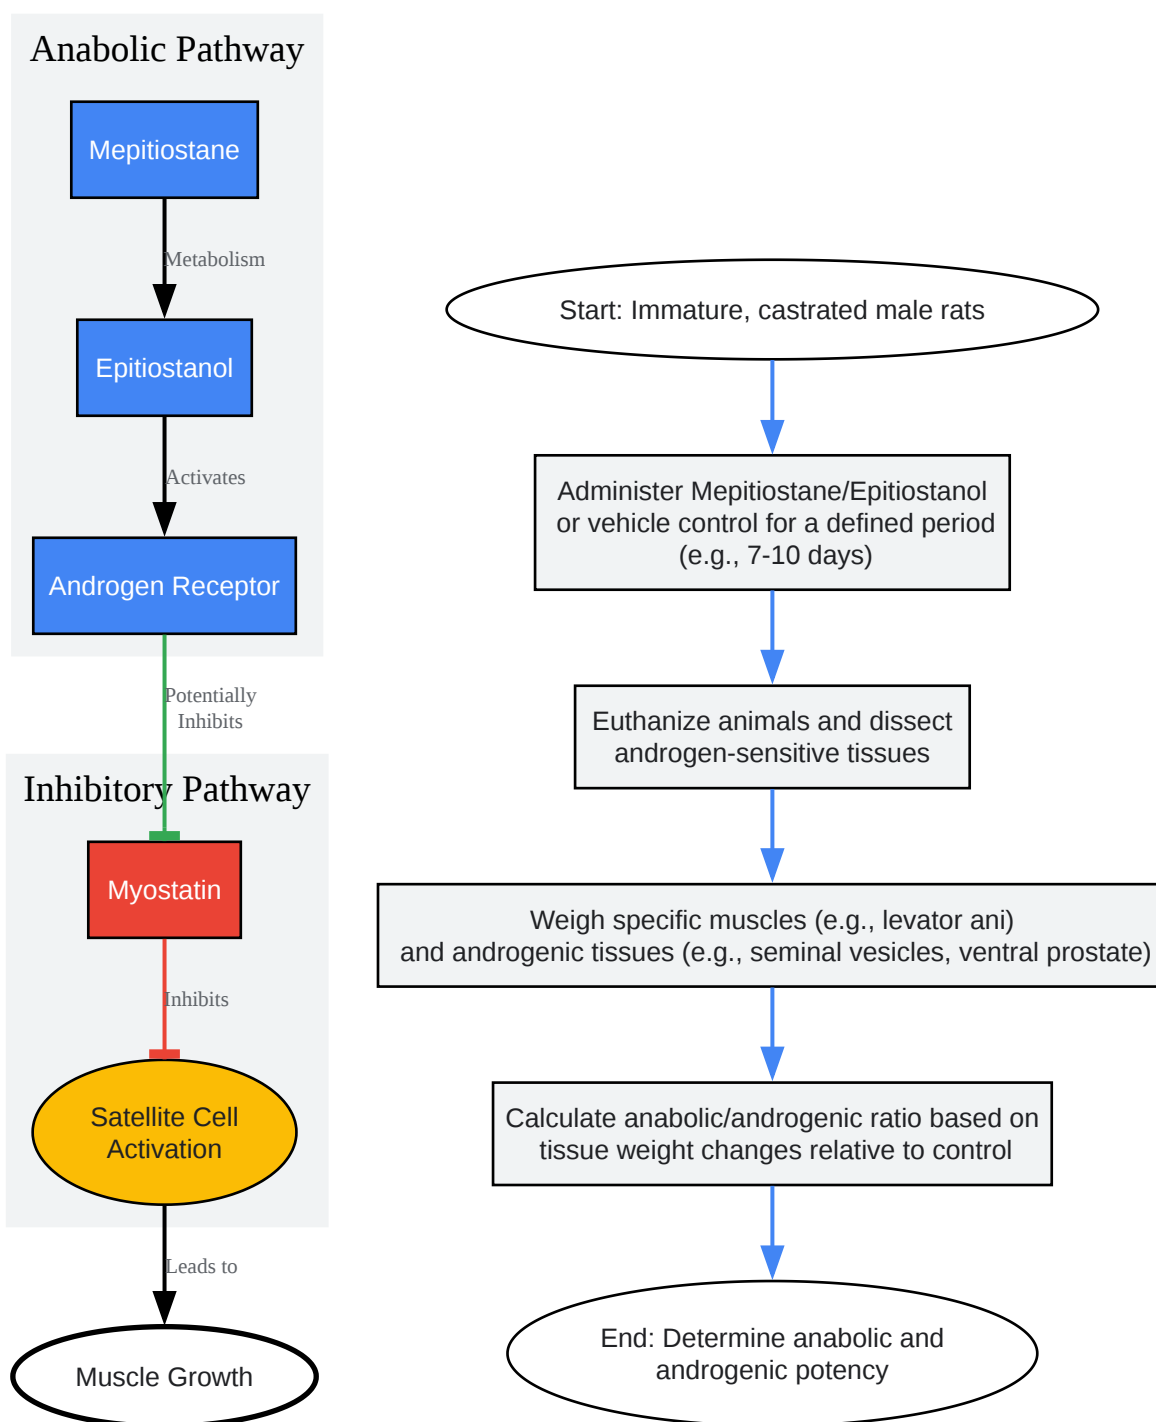 Anabolic Pathway
Mepitiostane
Metabolism
Epitiostanol
Activates
Androgen Receptor
Potentially
Inhibits
Inhibitory Pathway
Myostatin
Inhibits
Satellite Cell
Activation
Leads to
Muscle Growth
Start: Immature, castrated male rats
Administer Mepitiostane/Epitiostanol
or vehicle control for a defined period
(e.g., 7-10 days)
Euthanize animals and dissect
androgen-sensitive tissues
Weigh specific muscles (e.g., levator ani)
and androgenic tissues (e.g., seminal vesicles, ventral prostate)
Calculate anabolic/androgenic ratio based on
tissue weight changes relative to control
End: Determine anabolic and
androgenic potency